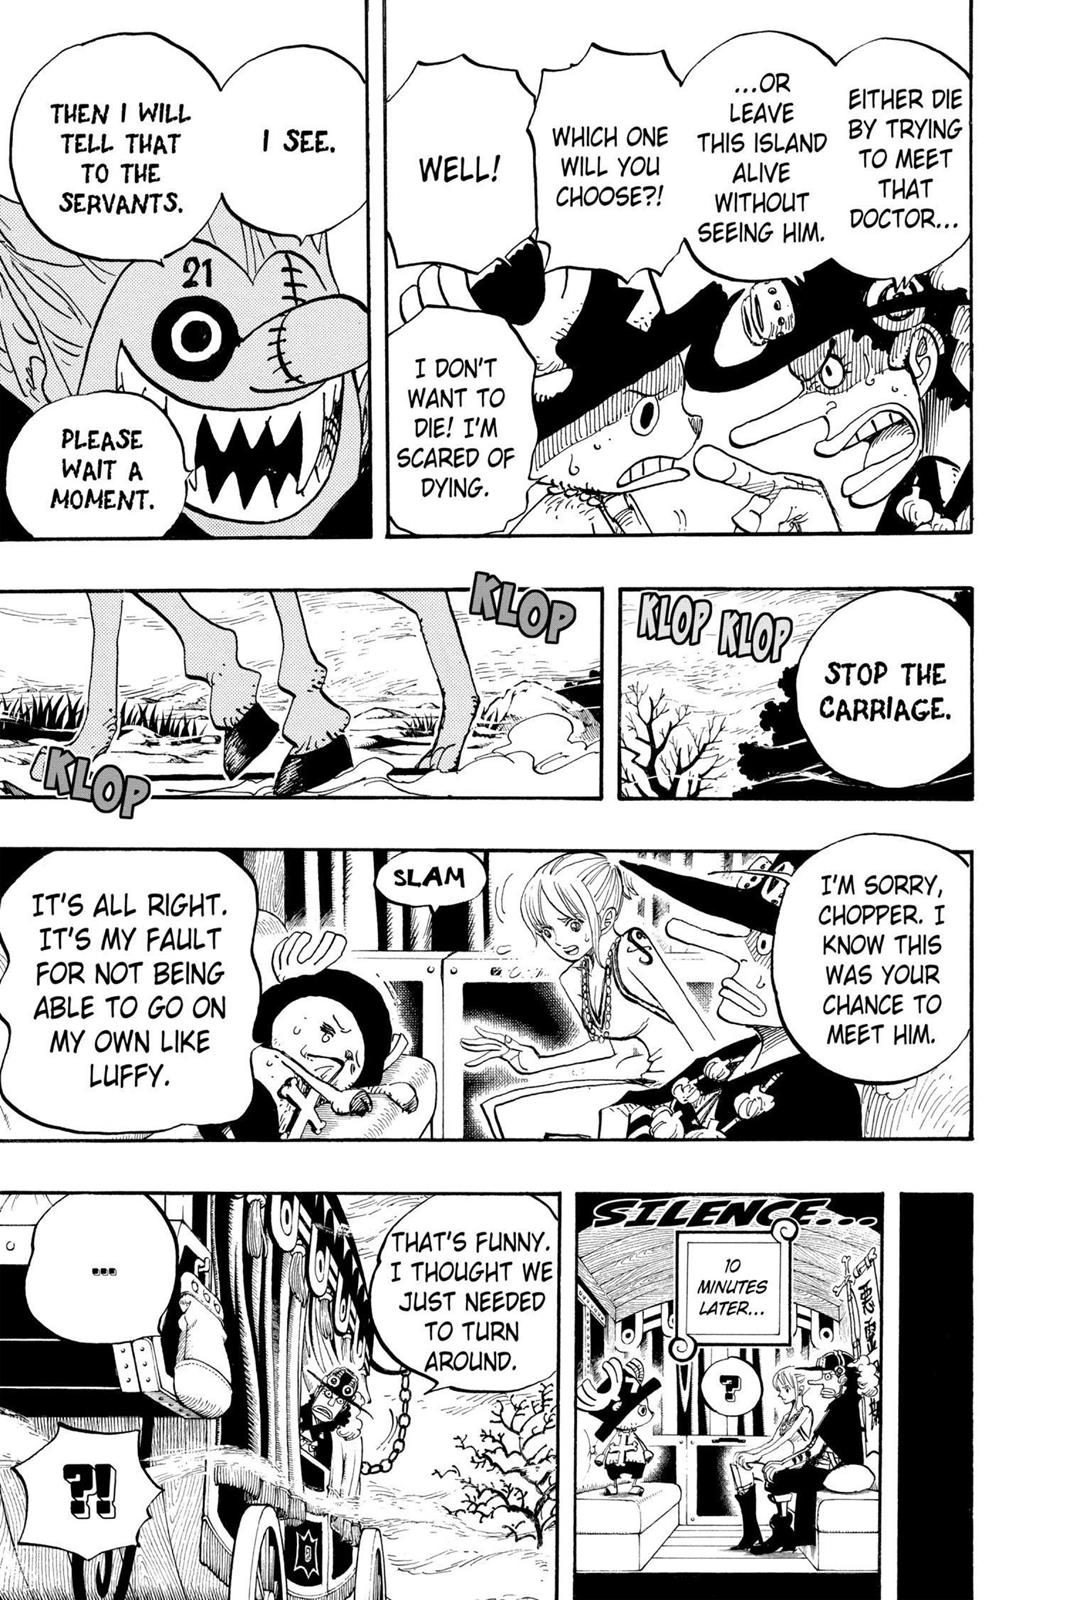 EITHER DIE
BY TRYING
TO MEET
THAT
DOCTOR...
...OR
LEAVE
THIS ISLAND
ALIVE
WITHOUT
SEEING HIM.
WHICH ONE
WILL YOU
CHOOSE?!
WELL!
I DON'T
WANT TO
DIE! I'M
SCARED OF
DYING.
I SEE.
THEN I WILL
TELL THAT
TO THE
SERVANTS.
21
PLEASE
WAIT A
MOMENT.
STOP THE
CARRIAGE.
KLOP KLOP
KLOP
KLOP
I'M SORRY,
CHOPPER. I
KNOW THIS
WAS YOUR
CHANCE TO
MEET HIM.
SLAM
IT'S ALL RIGHT.
IT'S MY FAULT
FOR NOT BEING
ABLE TO GO ON
MY OWN LIKE
LUFFY.
SILENCE...
10
MINUTES
LATER...
?
THAT'S FUNNY.
I THOUGHT WE
JUST NEEDED
TO TURN
AROUND.
...
?!